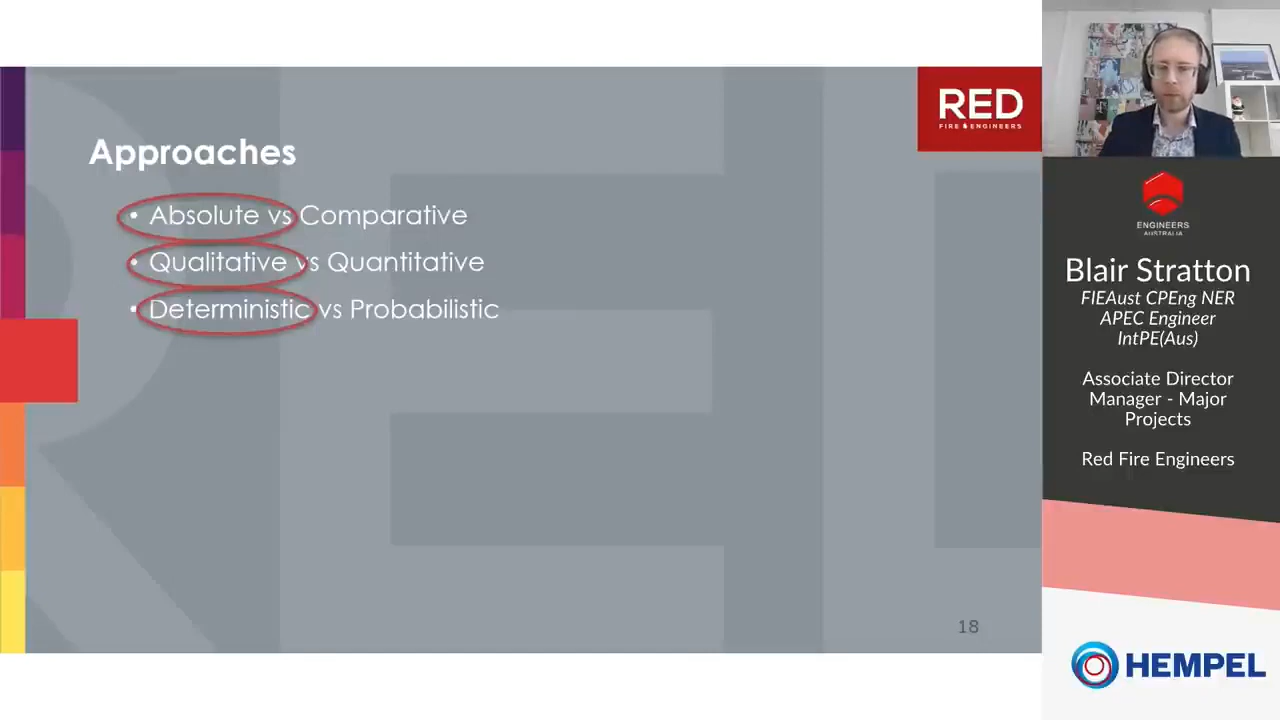 RED
FIRE & ENGINEERS
Approaches
• Absolute vs Comparative
• Qualitative vs Quantitative
• Deterministic vs Probabilistic
18
ENGINEERS
AUSTRALIA
Blair Stratton
FIEAust CPEng NER
APEC Engineer
IntPE(Aus)
Associate Director
Manager - Major
Projects
Red Fire Engineers
HEMPEL